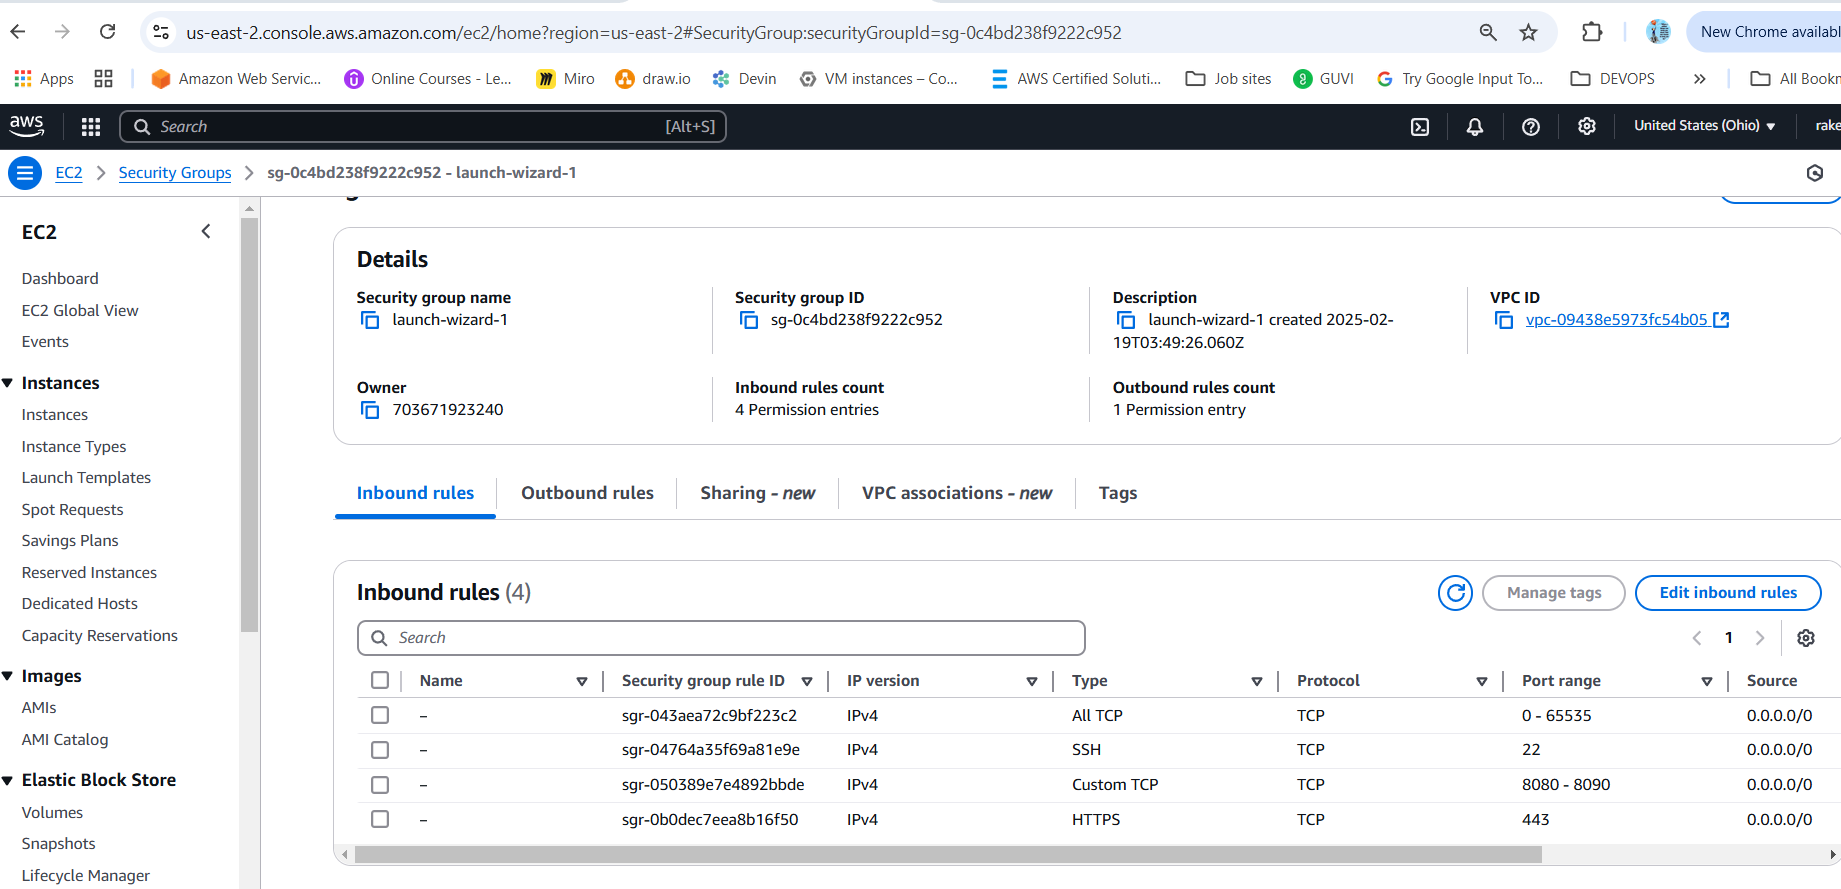 us-east-2.console.aws.amazon.com/ec2/home?region=us-east-2#SecurityGroup:securityGroupId=sg-0c4bd238f9222c952
New Chrome availabl
Apps
Amazon Web Servic...
Online Courses - Le...
Miro
draw.io
Devin
VM instances – Co...
AWS Certified Soluti...
Job sites
GUVI
Try Google Input To...
DEVOPS
»
All Bookm
aws
Search
[Alt+S]
United States (Ohio)
rake
EC2
Security Groups
sg-0c4bd238f9222c952 - launch-wizard-1
EC2
Dashboard
EC2 Global View
Events
Instances
Instances
Instance Types
Launch Templates
Spot Requests
Savings Plans
Reserved Instances
Dedicated Hosts
Capacity Reservations
Images
AMIs
AMI Catalog
Elastic Block Store
Volumes
Snapshots
Lifecycle Manager
Details
Security group name
launch-wizard-1
Security group ID
sg-0c4bd238f9222c952
Description
launch-wizard-1 created 2025-02-
19T03:49:26.060Z
VPC ID
vpc-09438e5973fc54b05
Owner
703671923240
Inbound rules count
4 Permission entries
Outbound rules count
1 Permission entry
Inbound rules
Outbound rules
Sharing - new
VPC associations - new
Tags
Inbound rules (4)
Manage tags
Edit inbound rules
Search
1
Name Security group rule ID IP version Type Protocol Port range Source
– sgr-043aea72c9bf223c2 IPv4 All TCP TCP 0 - 65535 0.0.0.0/0
– sgr-04764a35f69a81e9e IPv4 SSH TCP 22 0.0.0.0/0
– sgr-050389e7e4892bbde IPv4 Custom TCP TCP 8080 - 8090 0.0.0.0/0
– sgr-0b0dec7eea8b16f50 IPv4 HTTPS TCP 443 0.0.0.0/0